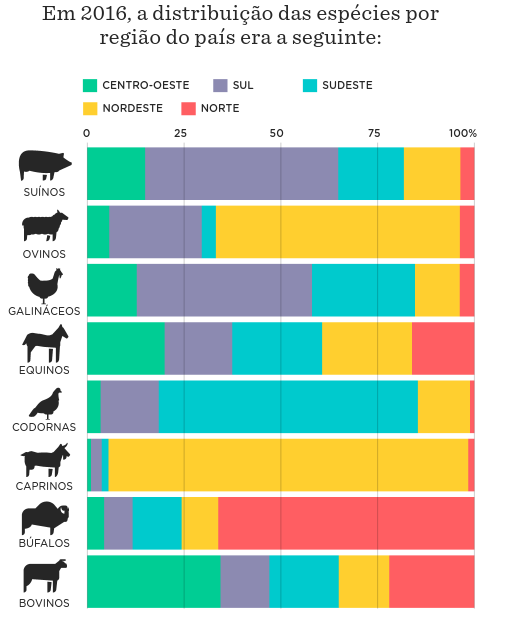 Em 2016, a distribuição das espécies por
região do país era a seguinte:
CENTRO-OESTE SUL SUDESTE
NORDESTE NORTE
0 25 50 75 100%
SUÍNOS
OVINOS
GALINÁCEOS
EQUINOS
CODORNAS
CAPRINOS
BÚFALOS
BOVINOS